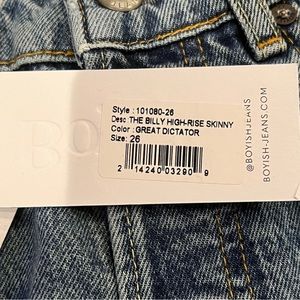 Style : 101080-26
Desc : THE BILLY HIGH-RISE SKINNY
Color : GREAT DICTATOR
Size: 26
2 14240 03290 9
BO
@BOYISHJEANS
BOYISH-JEANS.COM